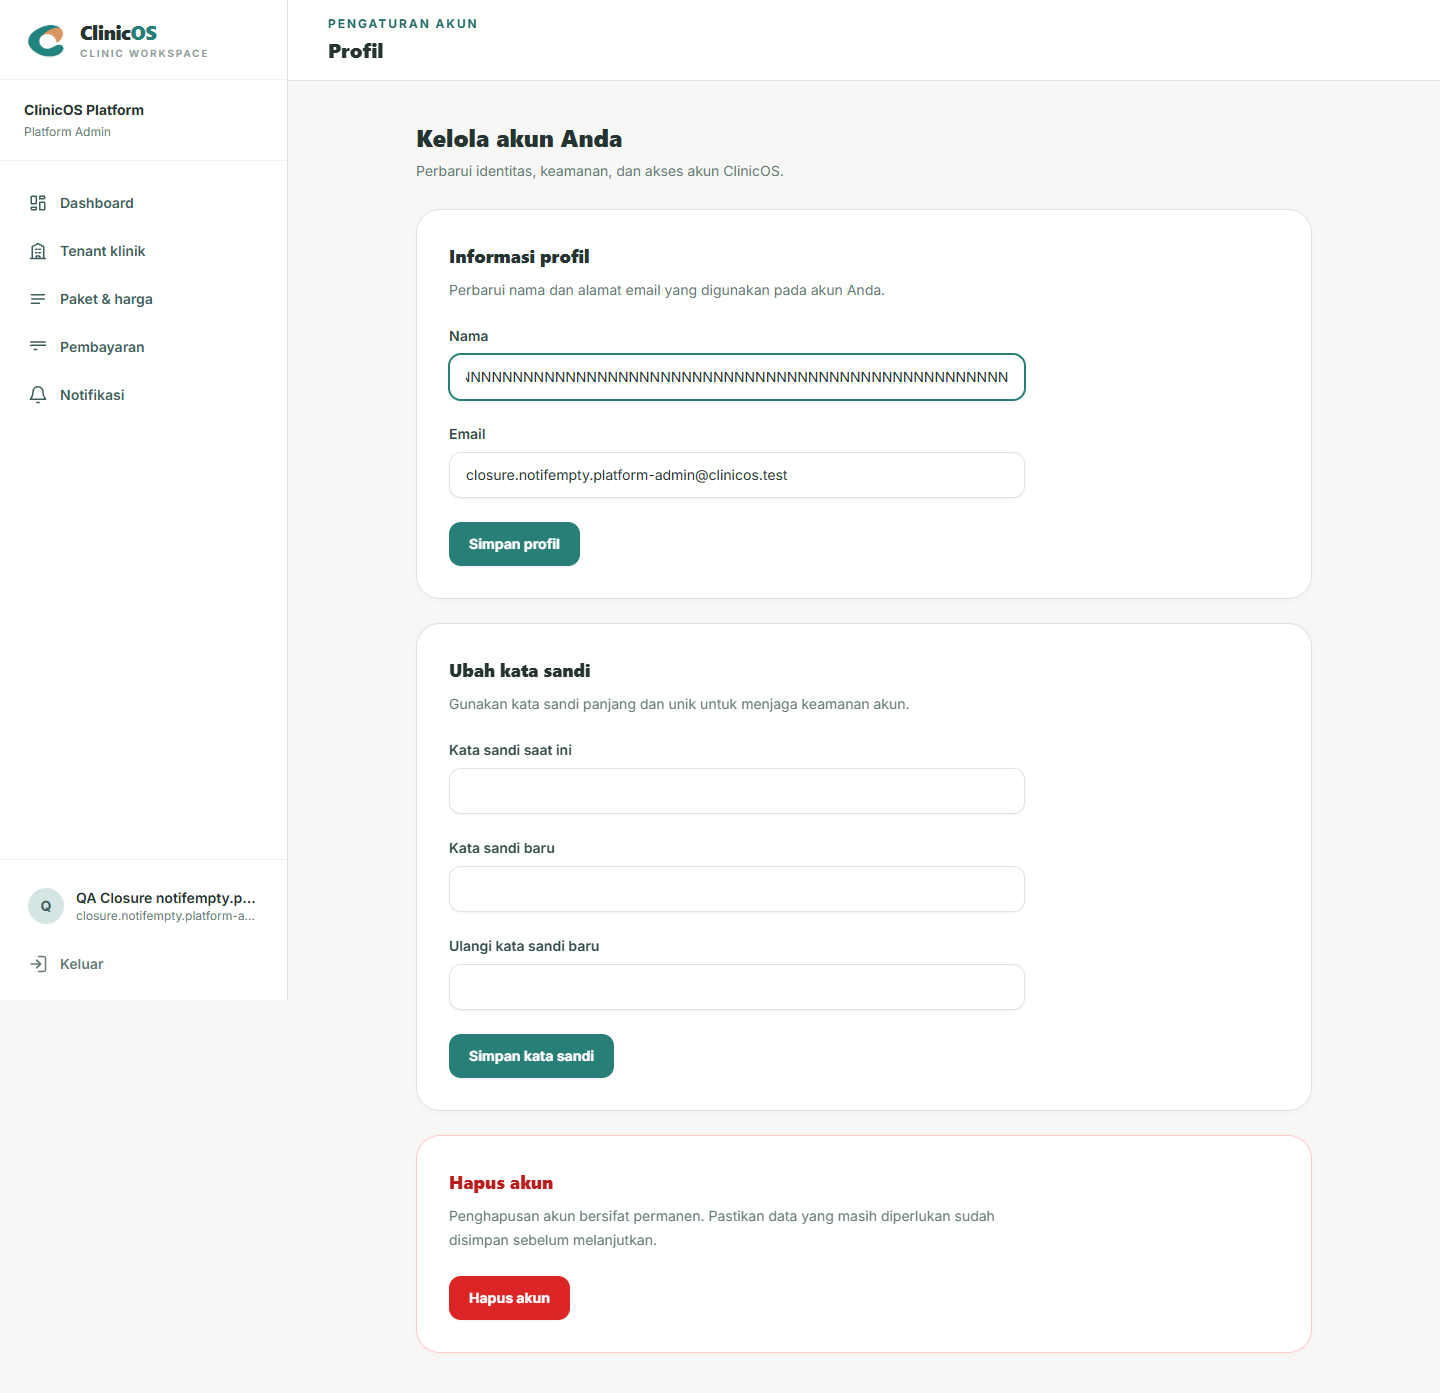 ClinicOS
CLINIC WORKSPACE
ClinicOS Platform
Platform Admin
Dashboard
Tenant klinik
Paket & harga
Pembayaran
Notifikasi
QA Closure notifempty.p...
closure.notifempty.platform-a...
Keluar
PENGATURAN AKUN
Profil
Kelola akun Anda
Perbarui identitas, keamanan, dan akses akun ClinicOS.
Informasi profil
Perbarui nama dan alamat email yang digunakan pada akun Anda.
Nama
NNNNNNNNNNNNNNNNNNNNNNNNNNNNNNNNNNNNNNNNNNNNNNNNNNNN
Email
closure.notifempty.platform-admin@clinicos.test
Simpan profil
Ubah kata sandi
Gunakan kata sandi panjang dan unik untuk menjaga keamanan akun.
Kata sandi saat ini
Kata sandi baru
Ulangi kata sandi baru
Simpan kata sandi
Hapus akun
Penghapusan akun bersifat permanen. Pastikan data yang masih diperlukan sudah
disimpan sebelum melanjutkan.
Hapus akun